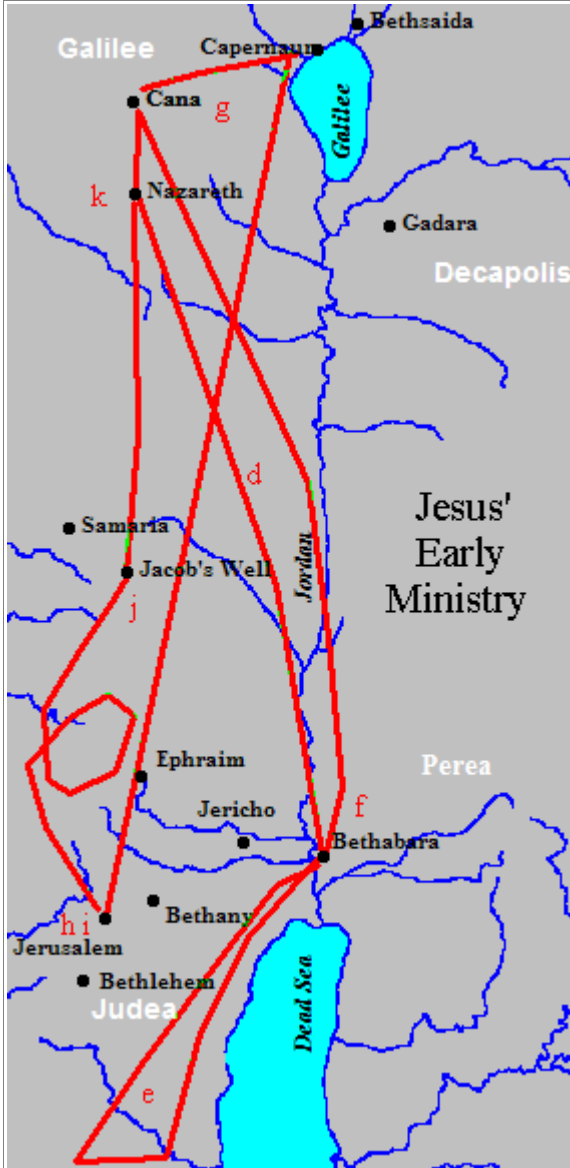 Bethsaida
Galilee
Capernaum
Cana
g
Galilee
k
Nazareth
Gadara
Decapolis
d
Jesus'
Early
Ministry
Samaria
Jacob's Well
Jordan
j
Ephraim
Perea
Jericho
f
Bethabara
Bethany
h i
Jerusalem
Bethlehem
Judea
Dead Sea
e